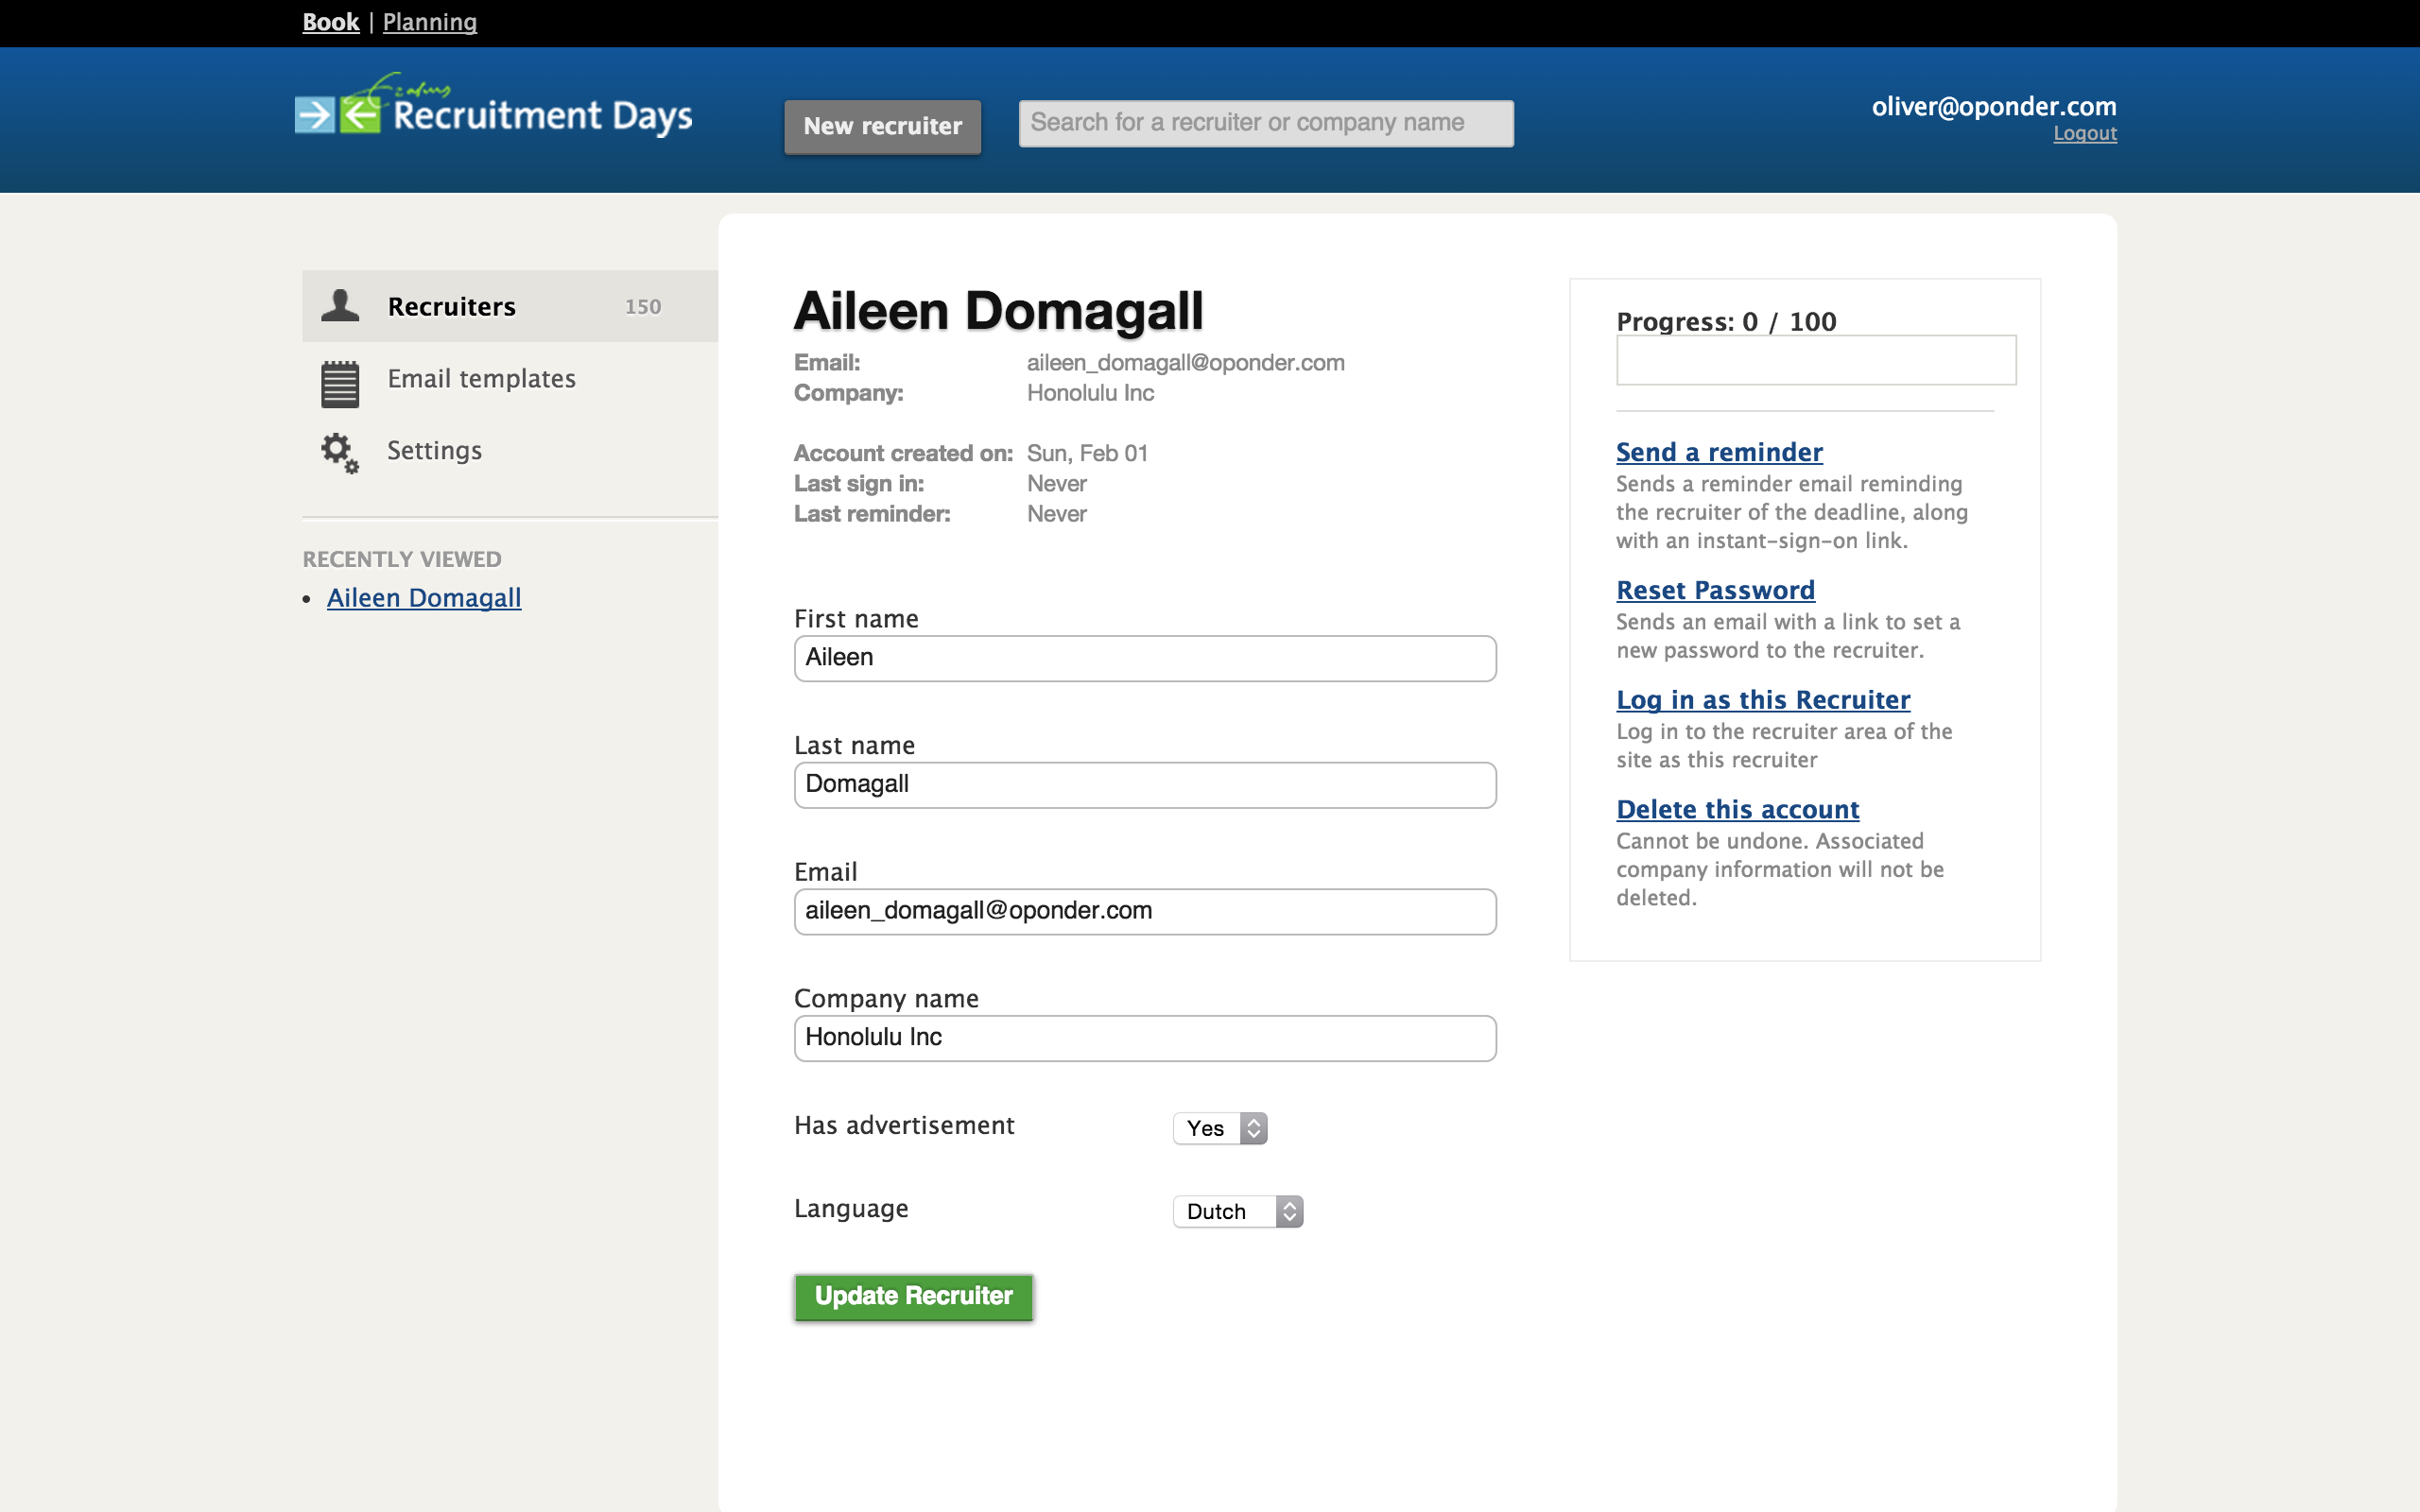 Book | Planning
Recruitment Days
New recruiter
Search for a recruiter or company name
oliver@oponder.com
Logout
Recruiters 150
Email templates
Settings
RECENTLY VIEWED
• Aileen Domagall
Aileen Domagall
Email: aileen_domagall@oponder.com
Company: Honolulu Inc
Account created on: Sun, Feb 01
Last sign in: Never
Last reminder: Never
First name
Aileen
Last name
Domagall
Email
aileen_domagall@oponder.com
Company name
Honolulu Inc
Has advertisement Yes
Language Dutch
Update Recruiter
Progress: 0 / 100
Send a reminder
Sends a reminder email reminding
the recruiter of the deadline, along
with an instant-sign-on link.
Reset Password
Sends an email with a link to set a
new password to the recruiter.
Log in as this Recruiter
Log in to the recruiter area of the
site as this recruiter
Delete this account
Cannot be undone. Associated
company information will not be
deleted.